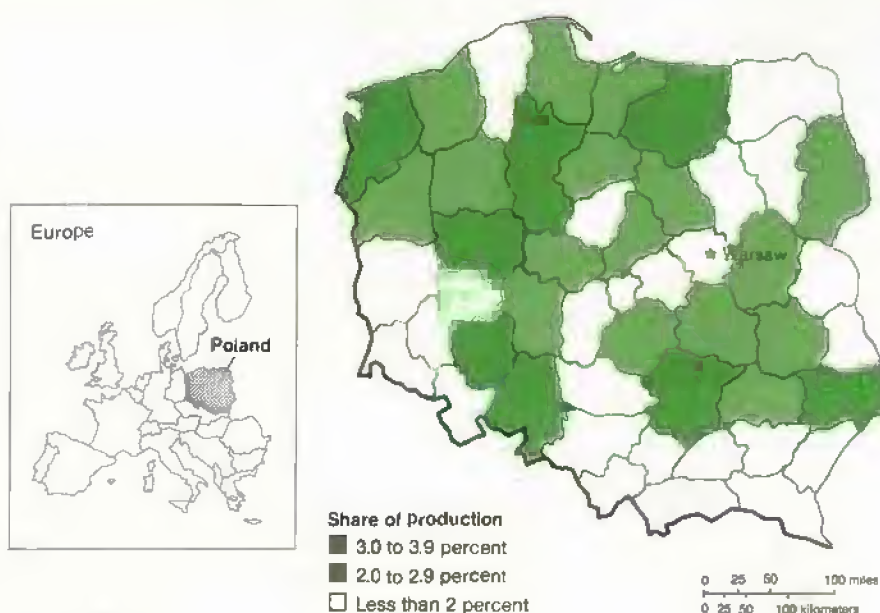 Europe
Poland
Warsaw
Share of production
3.0 to 3.9 percent
2.0 to 2.9 percent
Less than 2 percent
0 25 50 100 miles
0 25 50 100 kilometers